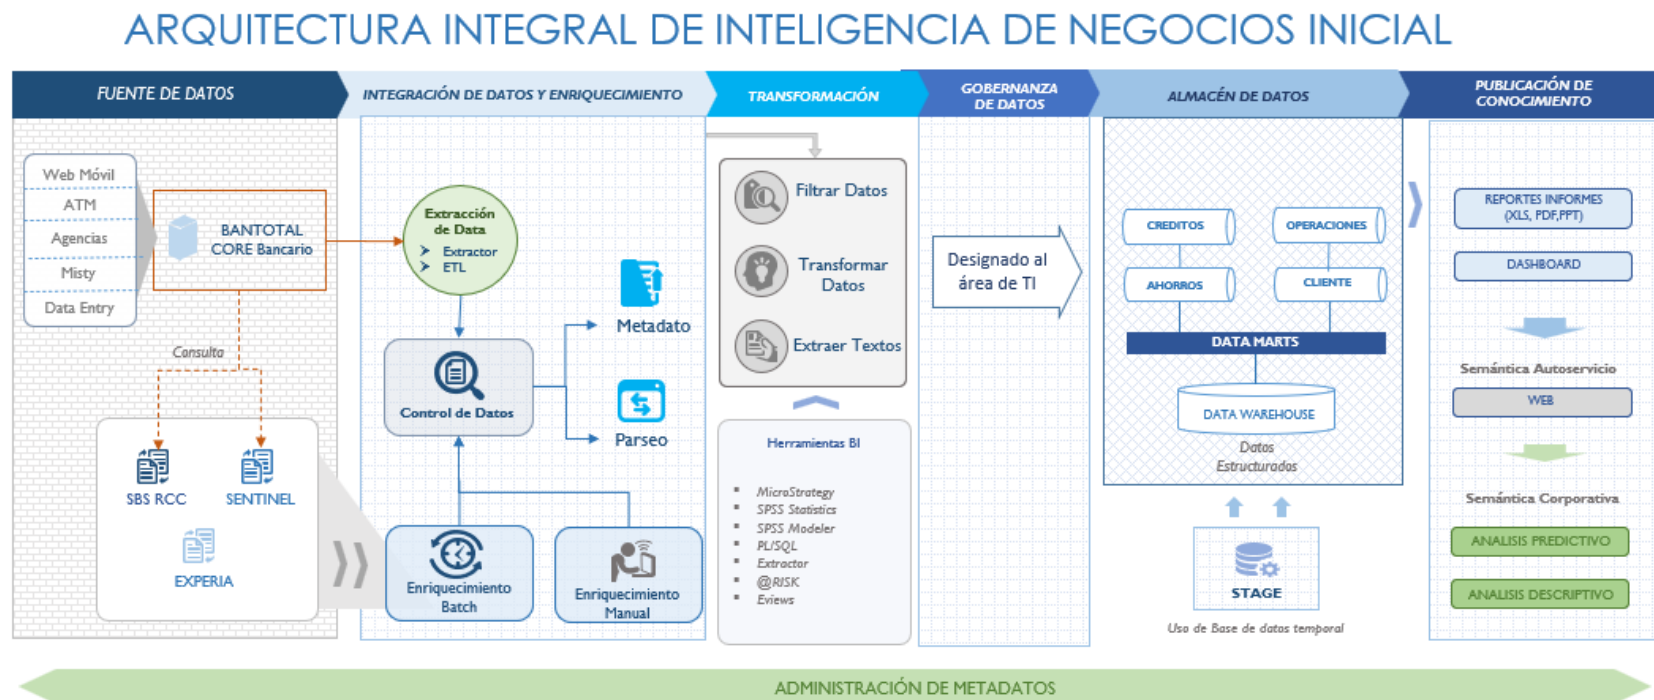 ARQUITECTURA INTEGRAL DE INTELIGENCIA DE NEGOCIOS INICIAL
FUENTE DE DATOS
INTEGRACIÓN DE DATOS Y ENRIQUECIMIENTO
TRANSFORMACIÓN
GOBERNANZA
DE DATOS
ALMACÉN DE DATOS
PUBLICACIÓN DE
CONOCIMIENTO
Web Móvil
ATM
Agencias
Misty
Data Entry
BANTOTAL
CORE Bancario
Consulta
SBS RCC
SENTINEL
EXPERIA
Extracción
de Data
Extractor
ETL
Metadato
Control de Datos
Parseo
Enriquecimiento
Batch
Enriquecimiento
Manual
Filtrar Datos
Transformar
Datos
Extraer Textos
Herramientas BI
MicroStrategy
SPSS Statistics
SPSS Modeler
PL/SQL
Extractor
@RISK
Eviews
Designado al
área de TI
CREDITOS
OPERACIONES
AHORROS
CLIENTE
DATA MARTS
DATA WAREHOUSE
Datos
Estructurados
STAGE
Uso de Base de datos temporal
REPORTES INFORMES
(XLS, PDF,PPT)
DASHBOARD
Semántica Autoservicio
WEB
Semántica Corporativa
ANALISIS PREDICTIVO
ANALISIS DESCRIPTIVO
ADMINISTRACIÓN DE METADATOS